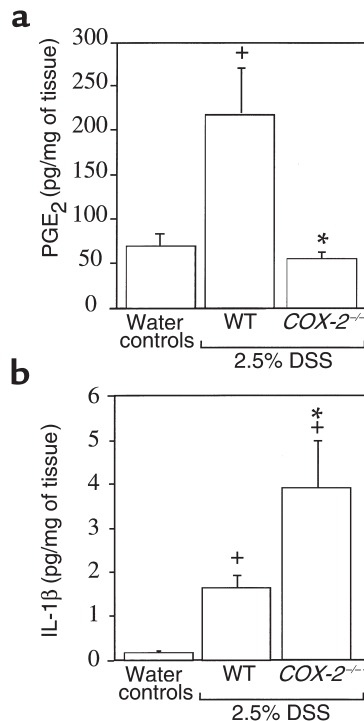 a
300
250
200
150
100
50
0
PGE2 (pg/mg of tissue)
+
*
Water
controls
WT
COX-2–/–
2.5% DSS
b
6
5
4
3
2
1
0
IL-1β (pg/mg of tissue)
+
*
+
Water
controls
WT
COX-2–/–
2.5% DSS